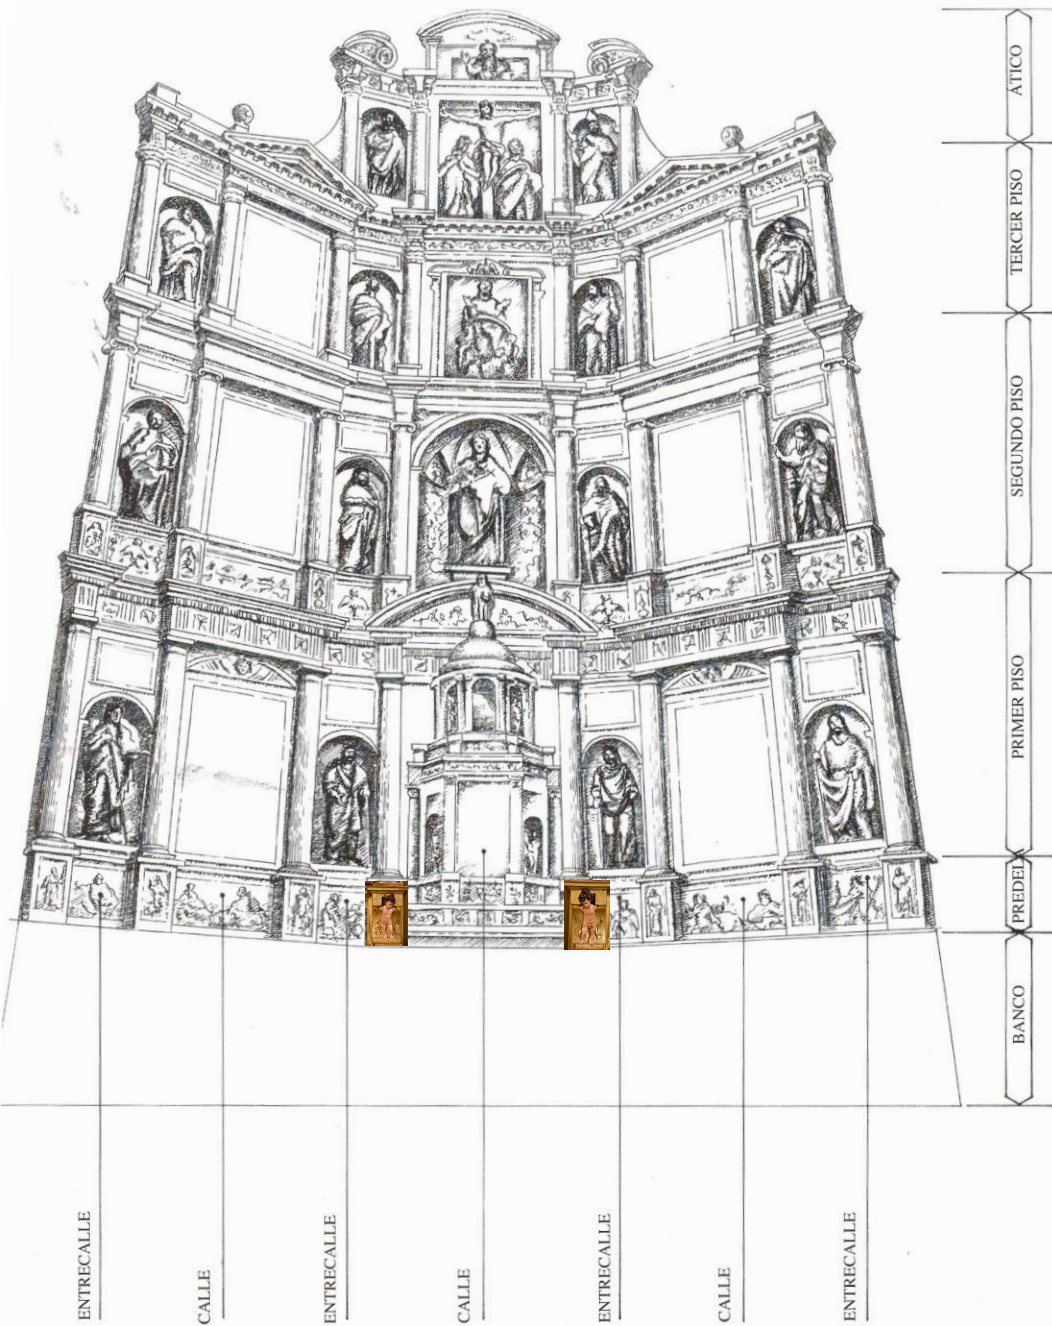 ATICO
TERCER PISO
SEGUNDO PISO
PRIMER PISO
PREDELA
BANCO
ENTRECALLE
CALLE
ENTRECALLE
CALLE
ENTRECALLE
CALLE
ENTRECALLE